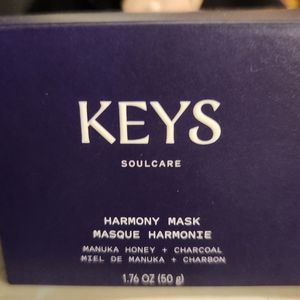 KEYS
SOULCARE
HARMONY MASK
MASQUE HARMONIE
MANUKA HONEY + CHARCOAL
MIEL DE MANUKA + CHARBON
1.76 OZ (50 g)